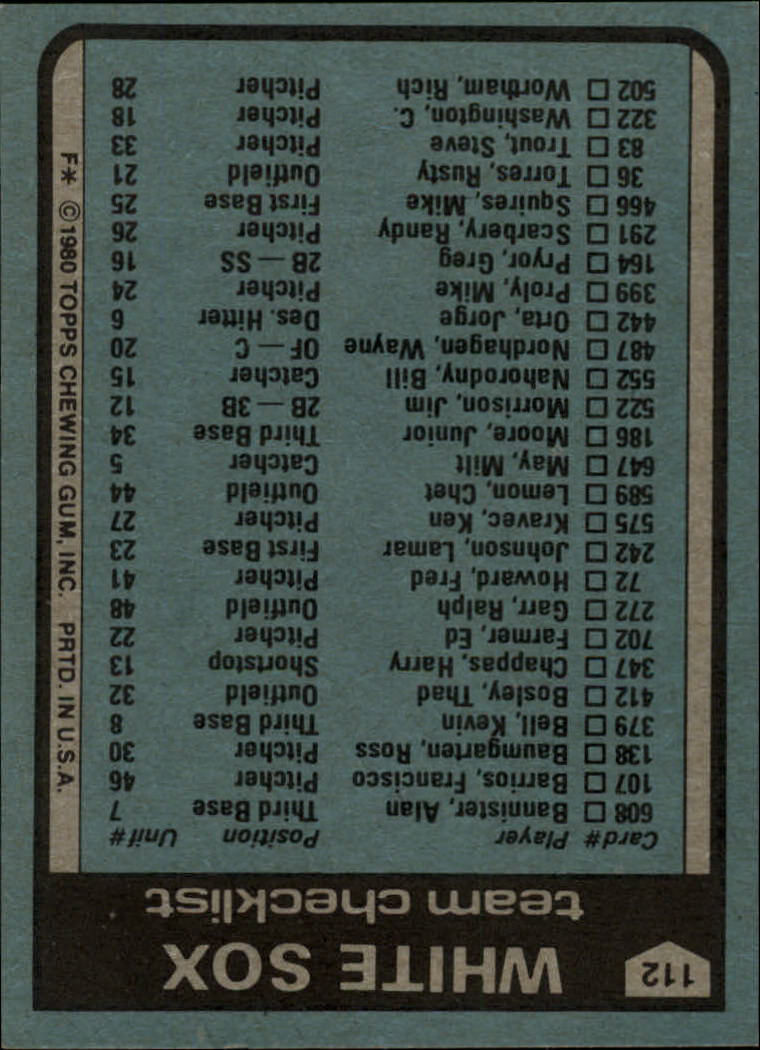 112
WHITE SOX
team checklist
Card# Player Position Unif#
608 □ Bannister, Alan Third Base 7
107 □ Barrios, Francisco Pitcher 46
138 □ Baumgarten, Ross Pitcher 30
379 □ Bell, Kevin Third Base 8
412 □ Bosley, Thad Outfield 32
347 □ Chappas, Harry Shortstop 13
702 □ Farmer, Ed Pitcher 22
272 □ Garr, Ralph Outfield 48
72 □ Howard, Fred Pitcher 41
242 □ Johnson, Lamar First Base 23
575 □ Kravec, Ken Pitcher 27
589 □ Lemon, Chet Outfield 44
647 □ May, Milt Catcher 5
186 □ Moore, Junior Third Base 34
522 □ Morrison, Jim 2B — 3B 12
552 □ Nahorodny, Bill Catcher 15
487 □ Nordhagen, Wayne OF — C 20
442 □ Orta, Jorge Des. Hitter 6
399 □ Proly, Mike Pitcher 24
164 □ Pryor, Greg 2B — SS 16
291 □ Scarbery, Randy Pitcher 26
466 □ Squires, Mike First Base 25
36 □ Torres, Rusty Outfield 21
83 □ Trout, Steve Pitcher 33
322 □ Washington, C. Pitcher 18
502 □ Wortham, Rich Pitcher 28
F* © 1980 TOPPS CHEWING GUM, INC. PRTD. IN U.S.A.